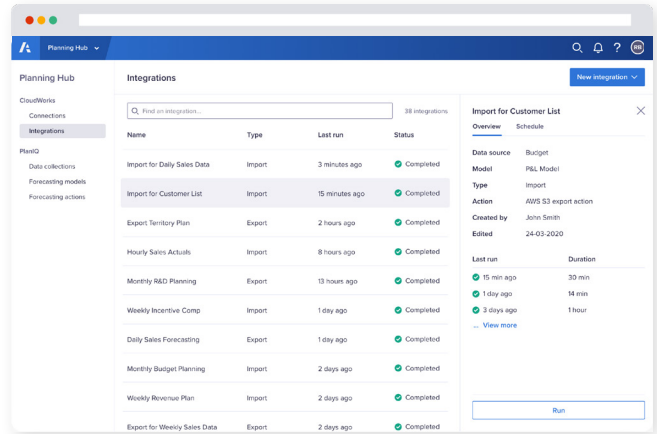 Planning Hub
RB
Planning Hub
CloudWorks
Connections
Integrations
PlanIQ
Data collections
Forecasting models
Forecasting actions
Integrations
New integration
Find an integration...
38 integrations
Name Type Last run Status
Import for Daily Sales Data Import 3 minutes ago Completed
Import for Customer List Import 15 minutes ago Completed
Export Territory Plan Export 2 hours ago Completed
Hourly Sales Actuals Import 8 hours ago Completed
Monthly R&D Planning Export 13 hours ago Completed
Weekly Incentive Comp Import 1 day ago Completed
Daily Sales Forecasting Export 1 day ago Completed
Monthly Budget Planning Import 2 days ago Completed
Weekly Revenue Plan Import 2 days ago Completed
Export for Weekly Sales Data Export 2 days ago Completed
Import for Customer List
Overview Schedule
Data source Budget
Model P&L Model
Type Import
Action AWS S3 export action
Created by John Smith
Edited 24-03-2020
Last run Duration
15 min ago 30 min
1 day ago 14 min
3 days ago 1 hour
... View more
Run